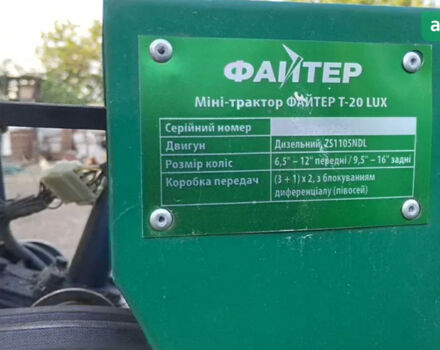 ФАЙТЕР
Міні-трактор ФАЙТЕР Т-20 LUX
Серійний номер
Двигун Дизельний, ZS1105NDL
Розмір коліс 6,5" – 12" передні / 9,5" – 16" задні
Коробка передач (3 + 1) x 2, з блокуванням
диференціалу (півосей)